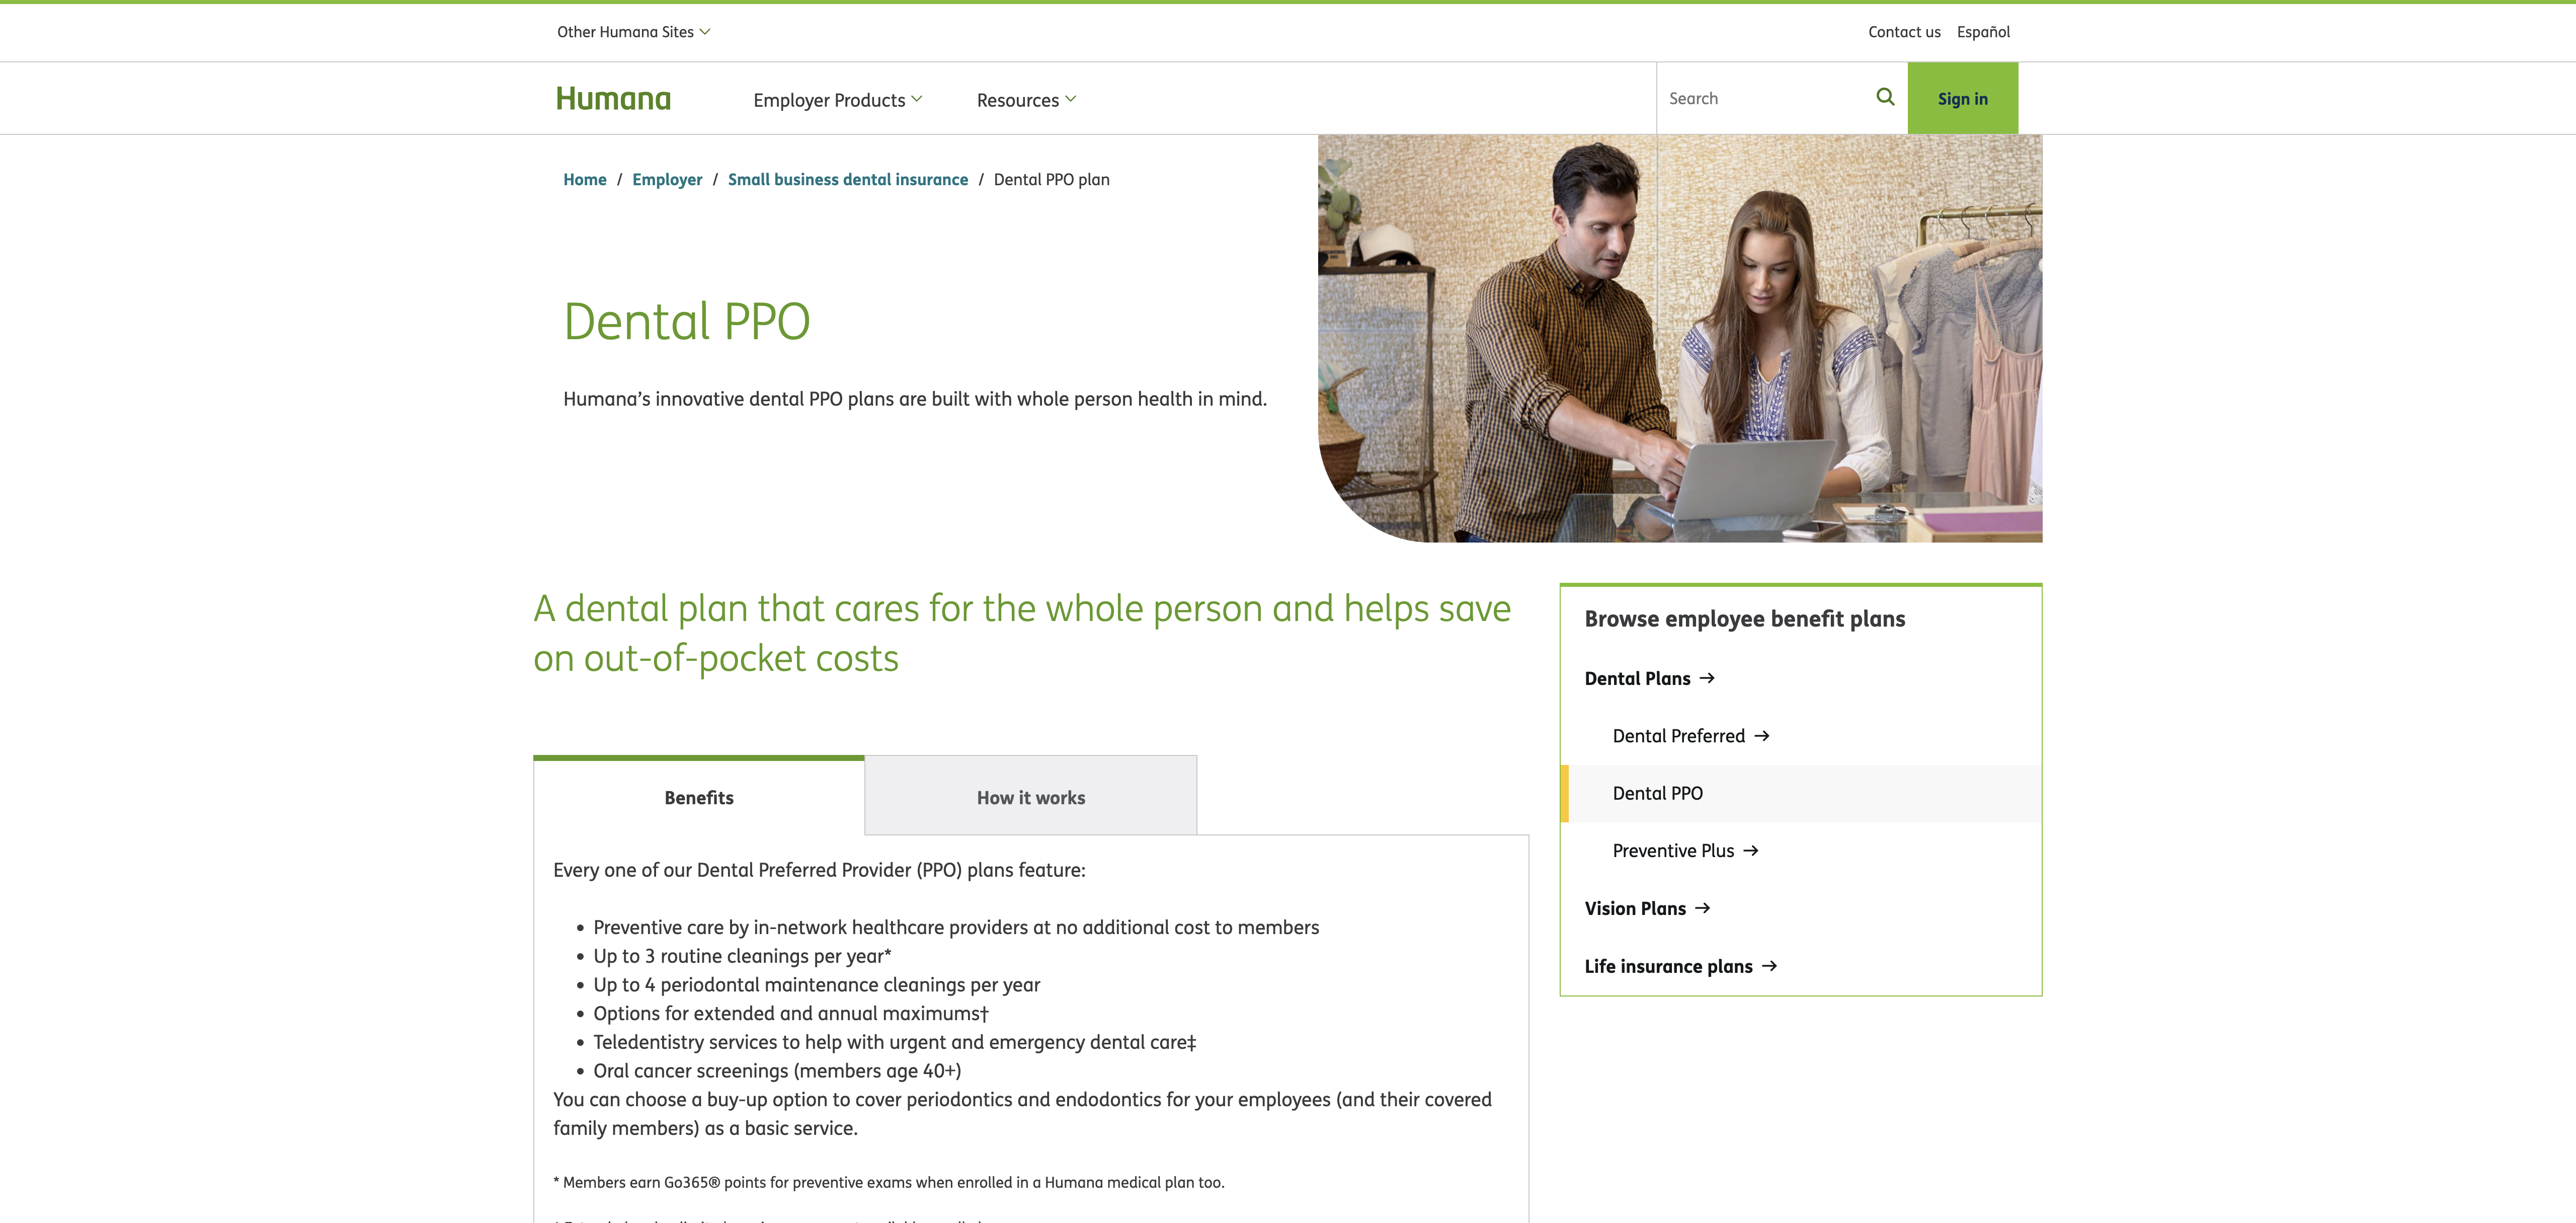 Other Humana Sites
Contact us Español
Humana
Employer Products
Resources
Search
Sign in
Home / Employer / Small business dental insurance / Dental PPO plan
Dental PPO
Humana’s innovative dental PPO plans are built with whole person health in mind.
A dental plan that cares for the whole person and helps save
on out-of-pocket costs
Benefits
How it works
Every one of our Dental Preferred Provider (PPO) plans feature:
• Preventive care by in-network healthcare providers at no additional cost to members
• Up to 3 routine cleanings per year*
• Up to 4 periodontal maintenance cleanings per year
• Options for extended and annual maximums†
• Teledentistry services to help with urgent and emergency dental care‡
• Oral cancer screenings (members age 40+)
You can choose a buy-up option to cover periodontics and endodontics for your employees (and their covered
family members) as a basic service.
* Members earn Go365® points for preventive exams when enrolled in a Humana medical plan too.
Browse employee benefit plans
Dental Plans →
Dental Preferred →
Dental PPO
Preventive Plus →
Vision Plans →
Life insurance plans →